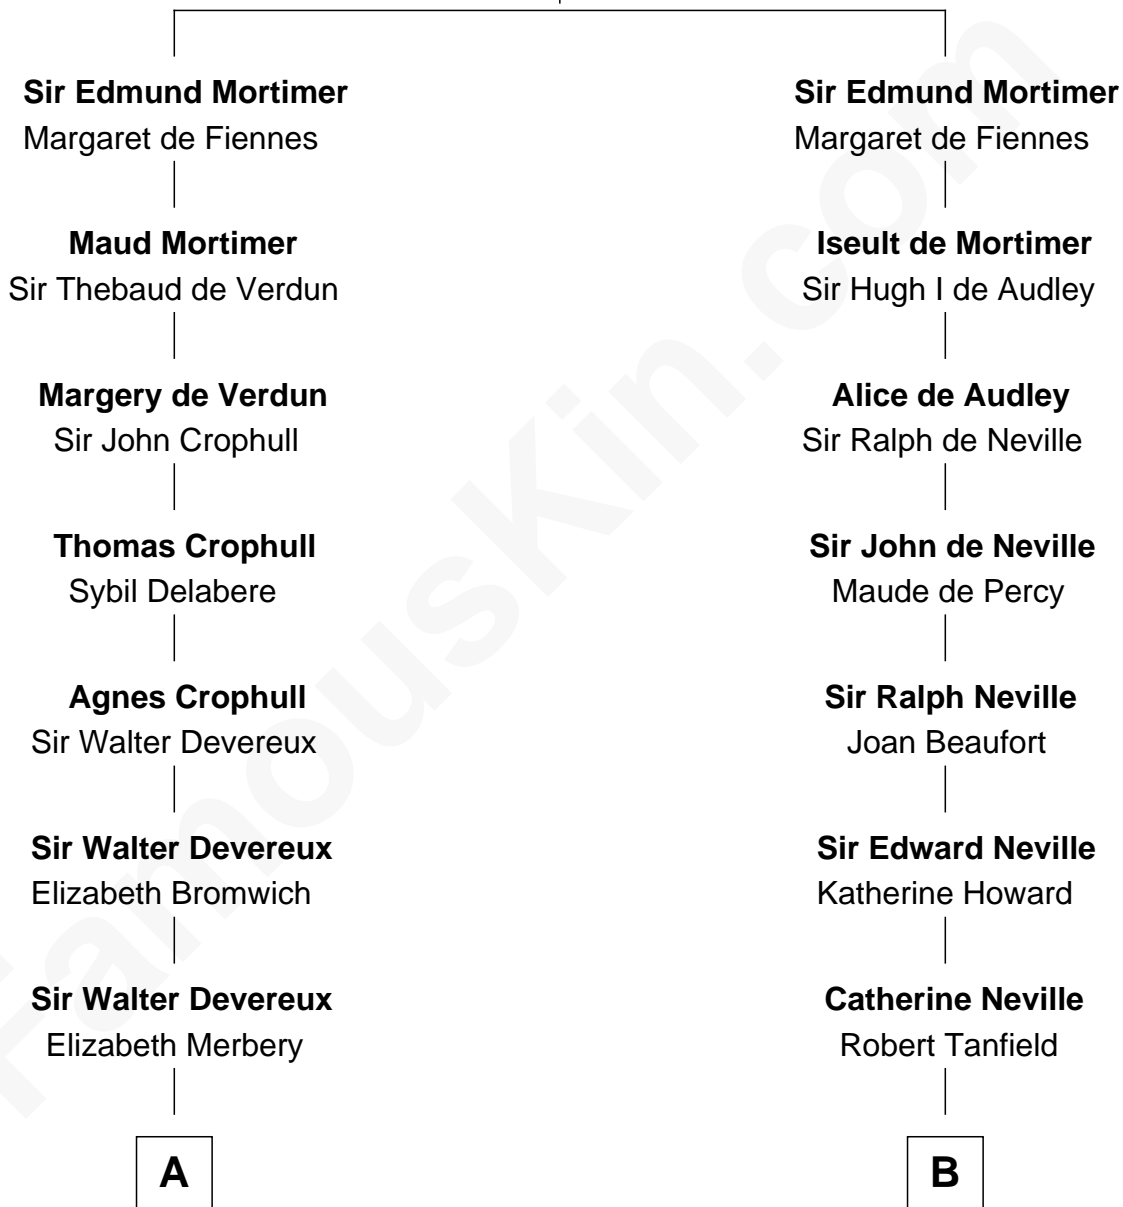 Sir Edmund Mortimer
Margaret de Fiennes
Maud Mortimer
Sir Thebaud de Verdun
Margery de Verdun
Sir John Crophull
Thomas Crophull
Sybil Delabere
Agnes Crophull
Sir Walter Devereux
Sir Walter Devereux
Elizabeth Bromwich
Sir Walter Devereux
Elizabeth Merbery
A
Sir Edmund Mortimer
Margaret de Fiennes
Iseult de Mortimer
Sir Hugh I de Audley
Alice de Audley
Sir Ralph de Neville
Sir John de Neville
Maude de Percy
Sir Ralph Neville
Joan Beaufort
Sir Edward Neville
Katherine Howard
Catherine Neville
Robert Tanfield
B
FamousKin.com